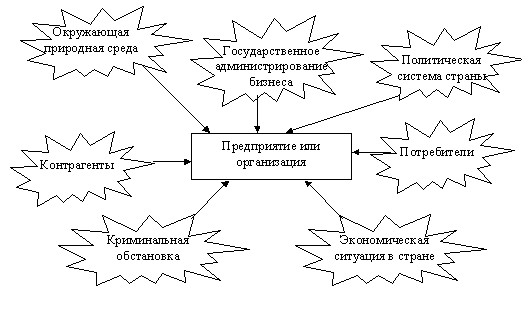 Окружающая
природная среда
Государственное
администрирование
бизнеса
Политическая
система страны
Контрагенты
Предприятие или
организация
Потребители
Криминальная
обстановка
Экономическая
ситуация в стране